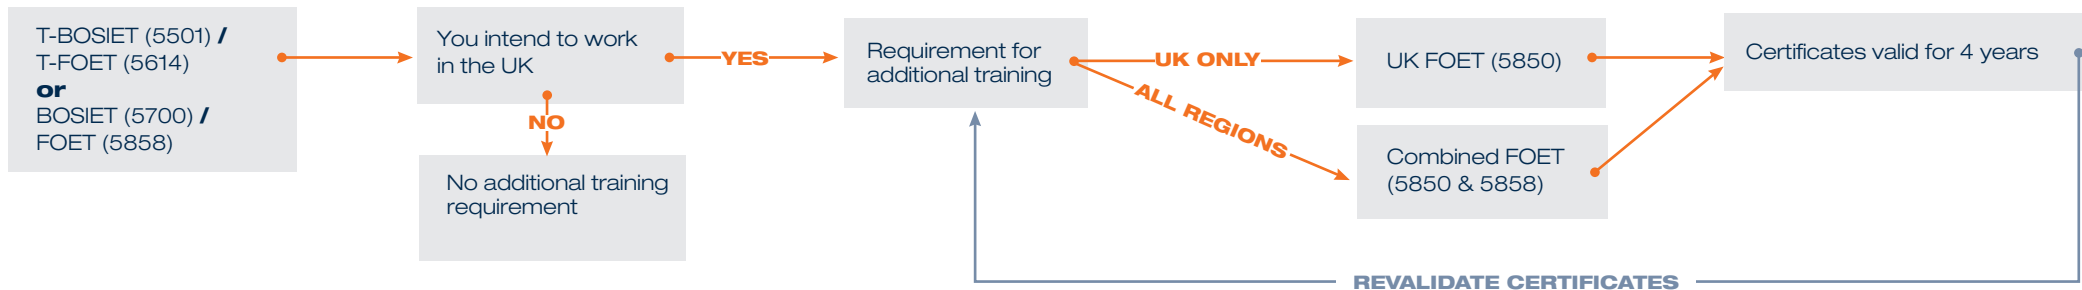 T-BOSIET (5501) /
T-FOET (5614)
or
BOSIET (5700) /
FOET (5858)
You intend to work
in the UK
NO
No additional training
requirement
YES
Requirement for
additional training
UK ONLY
ALL REGIONS
UK FOET (5850)
Combined FOET
(5850 & 5858)
Certificates valid for 4 years
REVALIDATE CERTIFICATES